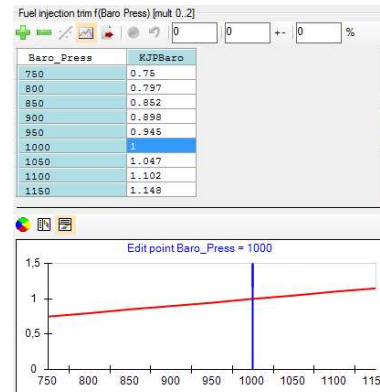 Fuel injection trim f(Baro Press) [mult 0..2]
0 0 +- 0 %
Baro_Press KJPBaro
750 0.75
800 0.797
850 0.852
900 0.898
950 0.945
1000 1
1050 1.047
1100 1.102
1150 1.148
Edit point Baro_Press = 1000
1,5
1
0,5
0
750 800 850 900 950 1000 1050 1100 115